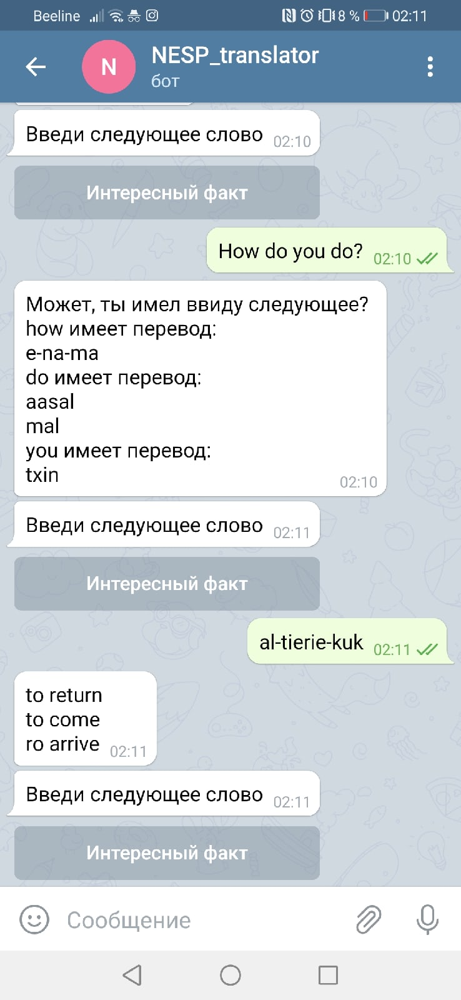 Beeline 8 % 02:11
N
NESP_translator
бот
Введи следующее слово 02:10
Интересный факт
How do you do? 02:10
Может, ты имел ввиду следующее?
how имеет перевод:
e-na-ma
do имеет перевод:
aasal
mal
you имеет перевод:
txin
02:10
Введи следующее слово 02:11
Интересный факт
al-tierie-kuk 02:11
to return
to come
ro arrive 02:11
Введи следующее слово 02:11
Интересный факт
Сообщение